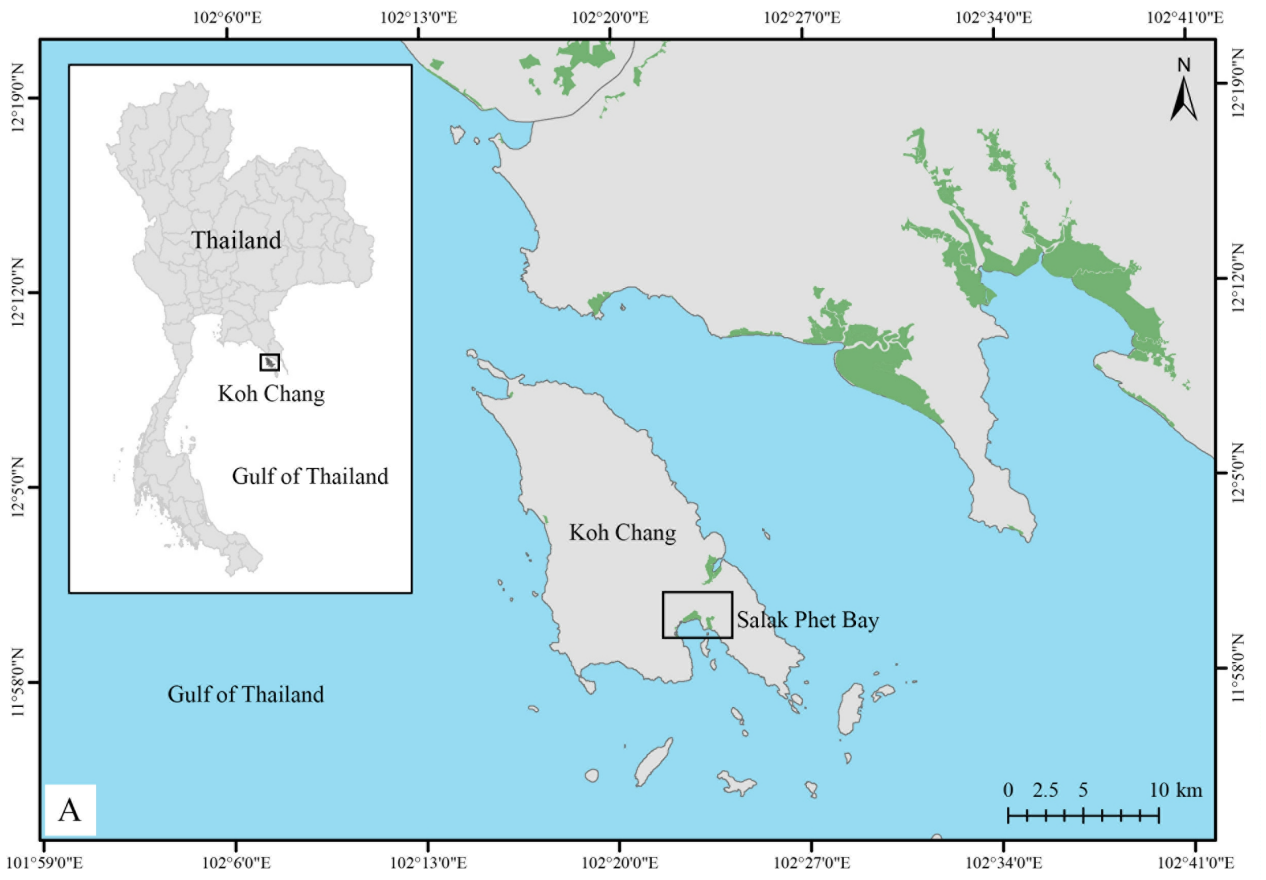 102°6'0"E 102°13'0"E 102°20'0"E 102°27'0"E 102°34'0"E 102°41'0"E
N
12°19'0"N 12°19'0"N
Thailand
12°12'0"N 12°12'0"N
Koh Chang
Gulf of Thailand
12°5'0"N 12°5'0"N
Koh Chang
Salak Phet Bay
11°58'0"N 11°58'0"N
Gulf of Thailand
0 2.5 5 10 km
A
101°59'0"E 102°6'0"E 102°13'0"E 102°20'0"E 102°27'0"E 102°34'0"E 102°41'0"E